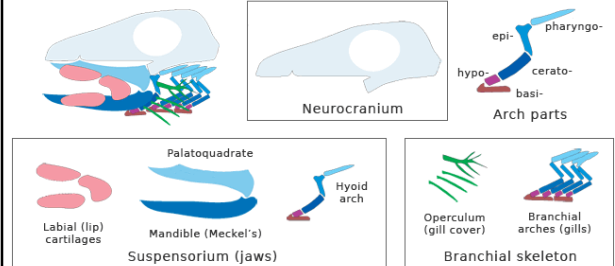 epi-
pharyngo-
hypo-
cerato-
basi-
Neurocranium
Arch parts
Palatoquadrate
Hyoid
arch
Labial (lip)
cartilages
Mandible (Meckel's)
Suspensorium (jaws)
Operculum
(gill cover)
Branchial
arches (gills)
Branchial skeleton